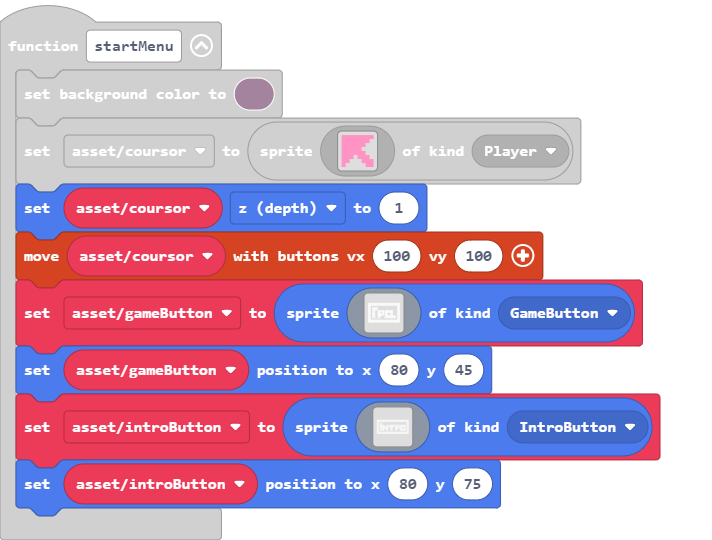 function startMenu
set background color to
set asset/coursor to sprite of kind Player
set asset/coursor z (depth) to 1
move asset/coursor with buttons vx 100 vy 100
set asset/gameButton to sprite of kind GameButton
set asset/gameButton position to x 80 y 45
set asset/introButton to sprite INTRO of kind IntroButton
set asset/introButton position to x 80 y 75